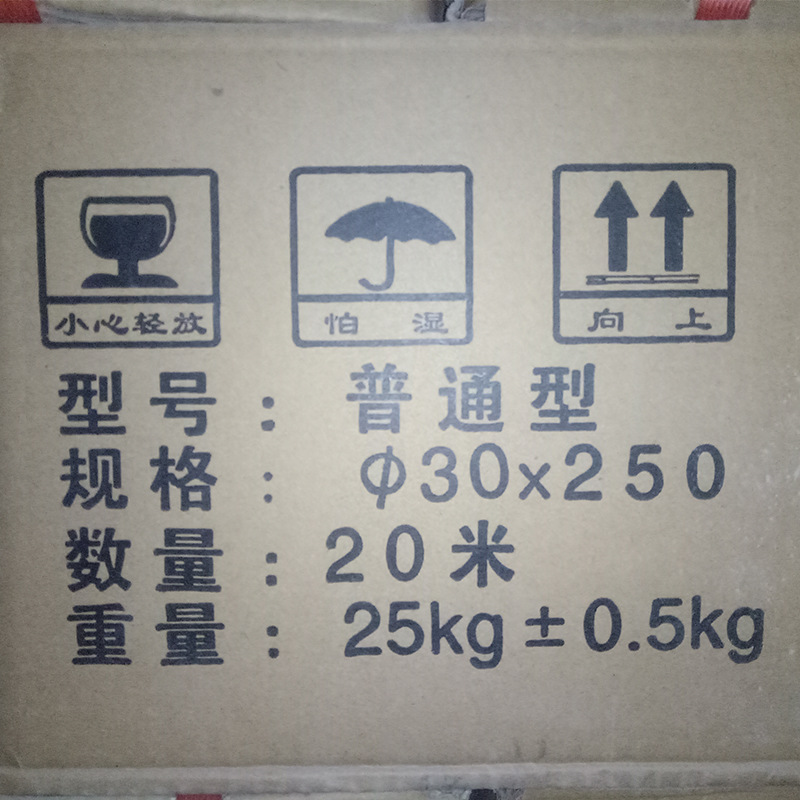 小心轻放
怕湿
向上
型号：普通型
规格：φ30x250
数量：20米
重量：25kg±0.5kg